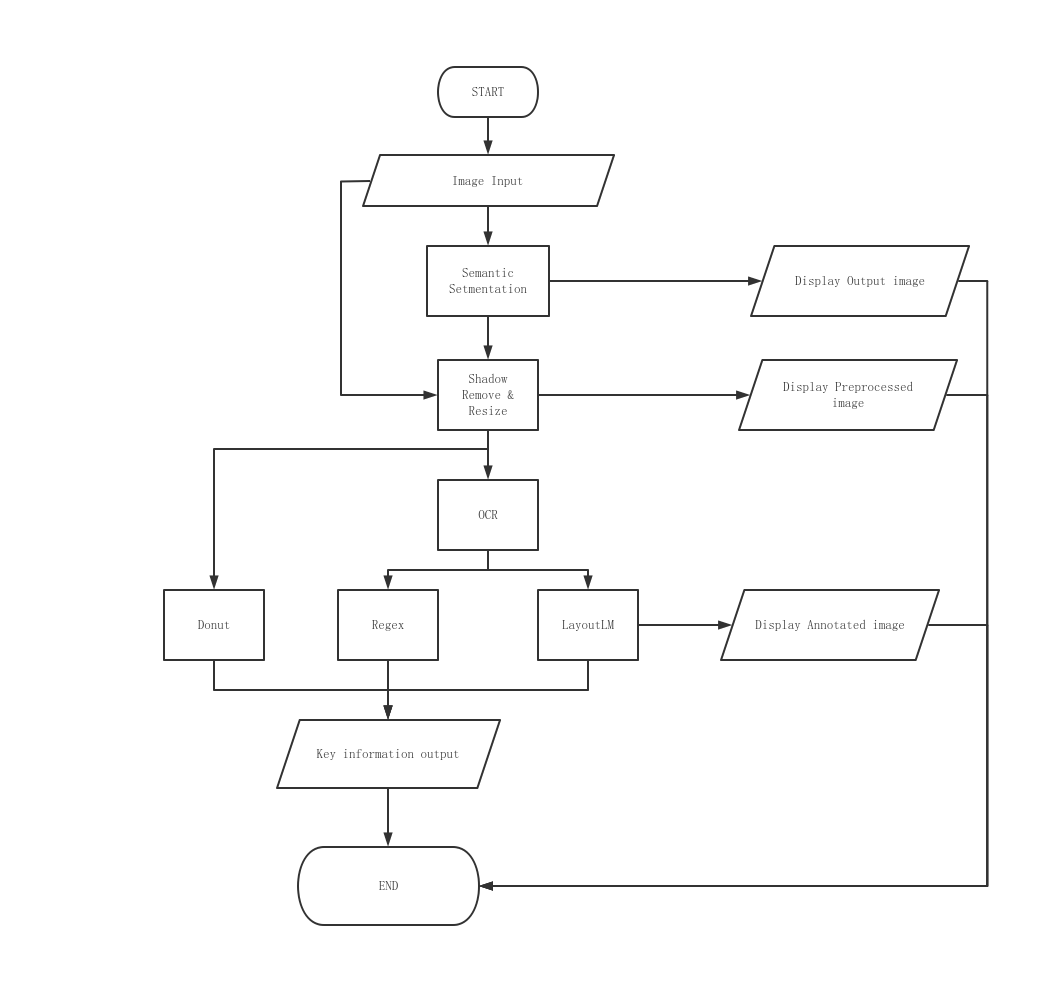 START
Image Input
Semantic
Setmentation
Display Output image
Shadow
Remove &
Resize
Display Preprocessed
image
OCR
Donut
Regex
LayoutLM
Display Annotated image
Key information output
END